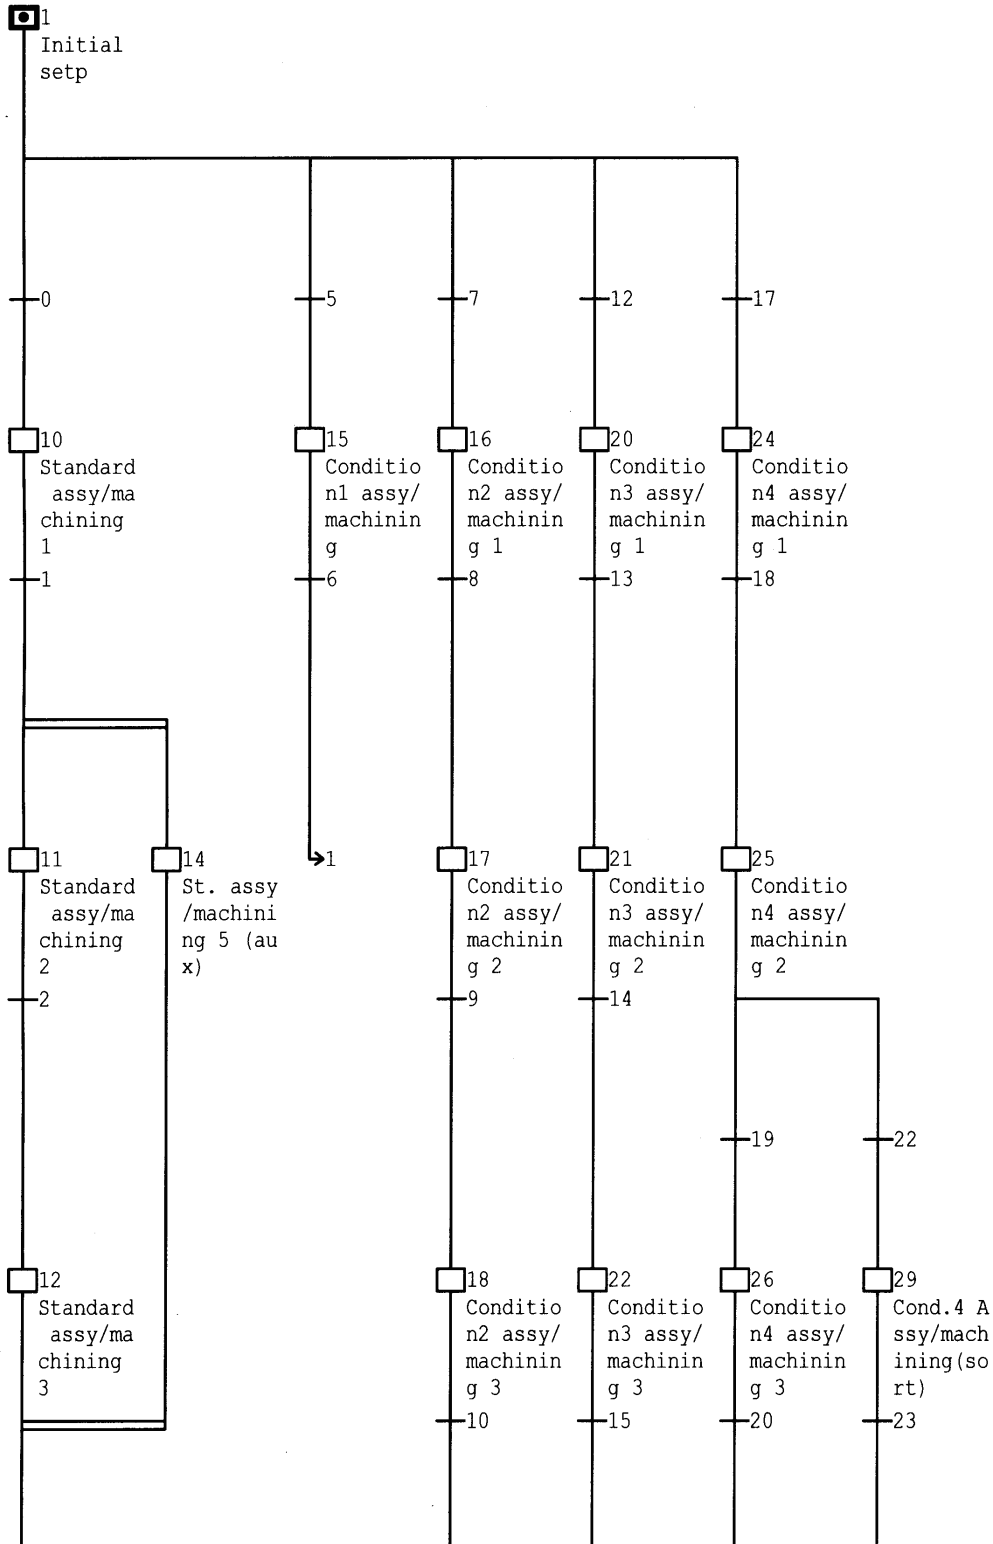 1
Initial
setp
0
5
7
12
17
10
Standard
assy/ma
chining
1
15
Conditio
n1 assy/
machinin
g
16
Conditio
n2 assy/
machinin
g 1
20
Conditio
n3 assy/
machinin
g 1
24
Conditio
n4 assy/
machinin
g 1
1
6
8
13
18
11
Standard
assy/ma
chining
2
14
St. assy
/machini
ng 5 (au
x)
1
17
Conditio
n2 assy/
machinin
g 2
21
Conditio
n3 assy/
machinin
g 2
25
Conditio
n4 assy/
machinin
g 2
2
9
14
19
22
12
Standard
assy/ma
chining
3
18
Conditio
n2 assy/
machinin
g 3
22
Conditio
n3 assy/
machinin
g 3
26
Conditio
n4 assy/
machinin
g 3
29
Cond.4 A
ssy/mach
ining(so
rt)
10
15
20
23